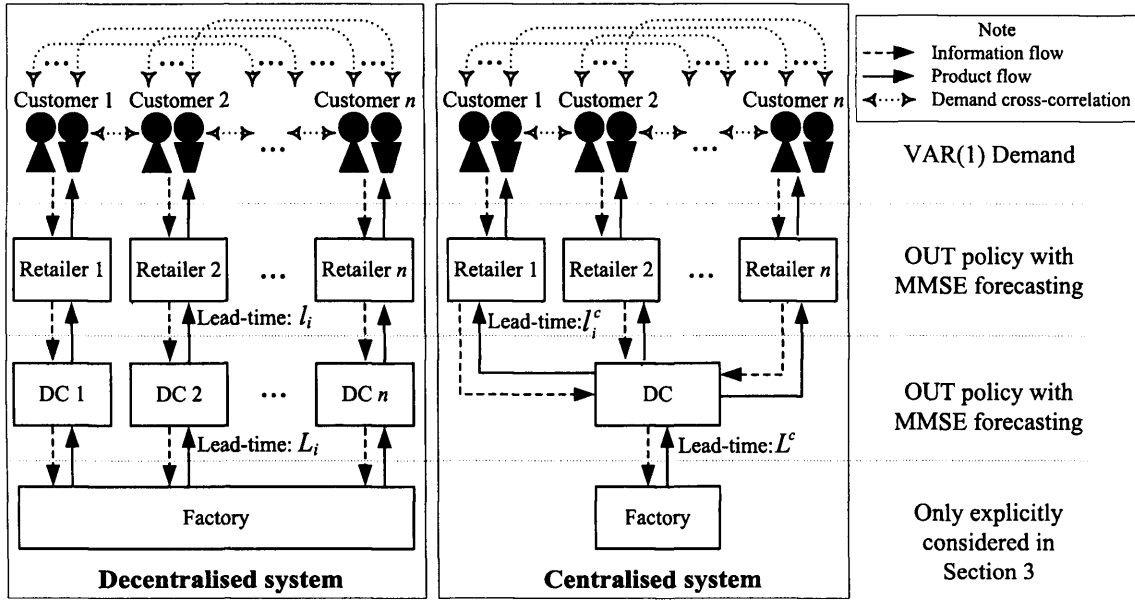 Note
Information flow
Product flow
Demand cross-correlation
Customer 1 Customer 2 Customer n
Customer 1 Customer 2 Customer n
VAR(1) Demand
Retailer 1 Retailer 2 ... Retailer n
Retailer 1 Retailer 2 ... Retailer n
OUT policy with
MMSE forecasting
Lead-time: l_i
Lead-time: l_i^c
DC 1 DC 2 ... DC n
DC
OUT policy with
MMSE forecasting
Lead-time: L_i
Lead-time: L^c
Factory
Factory
Only explicitly
considered in
Section 3
Decentralised system
Centralised system